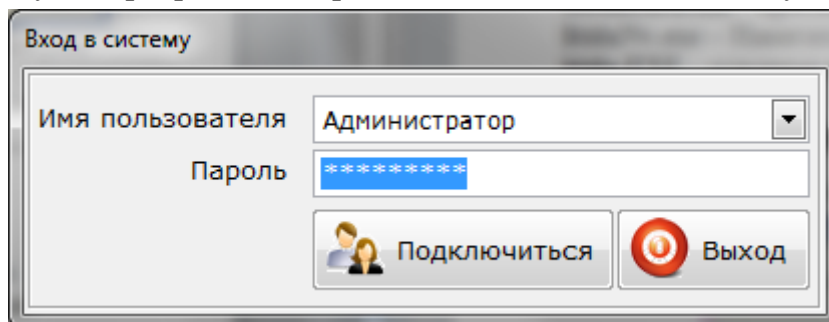 Вход в систему
Имя пользователя Администратор
Пароль *********
Подключиться Выход